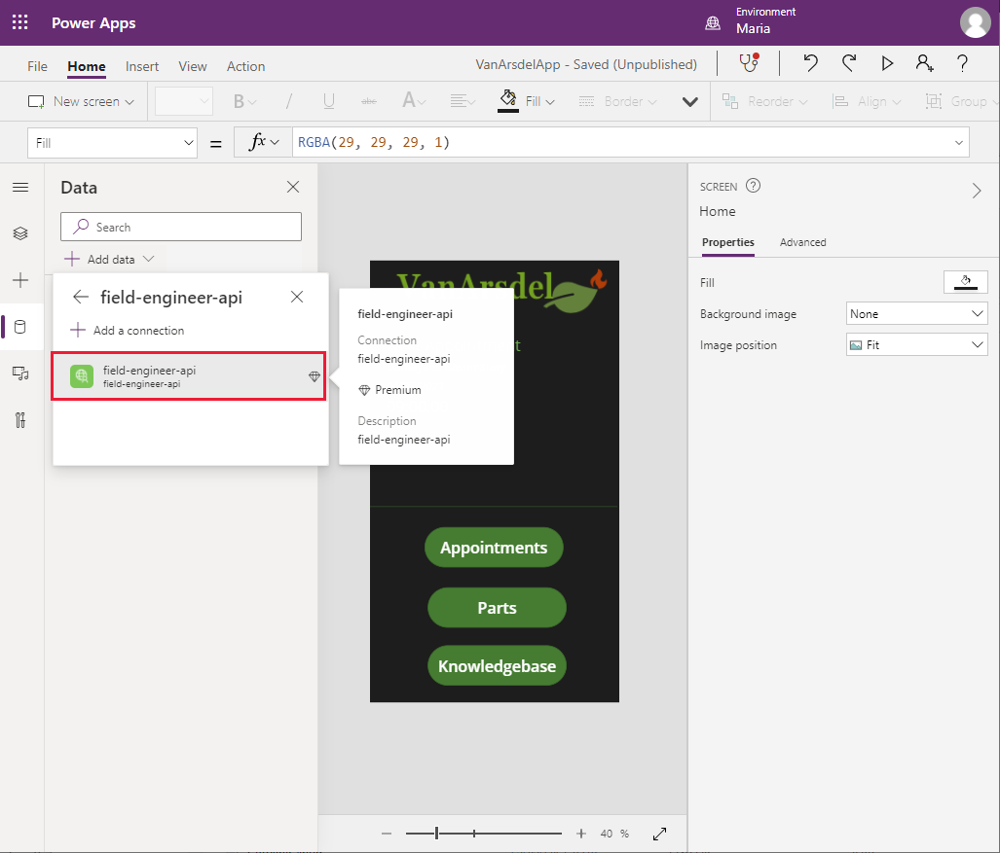 Power Apps
Environment
Maria
File
Home
Insert
View
Action
VanArsdelApp - Saved (Unpublished)
New screen
B
/
U
abc
A
Fill
Border
Reorder
Align
Group
Fill
=
fx
RGBA(29, 29, 29, 1)
Data
Search
Add data
field-engineer-api
Add a connection
field-engineer-api
field-engineer-api
field-engineer-api
Connection
field-engineer-api
Premium
Description
field-engineer-api
VanArsdel
t
Appointments
Parts
Knowledgebase
40 %
SCREEN
Home
Properties
Advanced
Fill
Background image
None
Image position
Fit